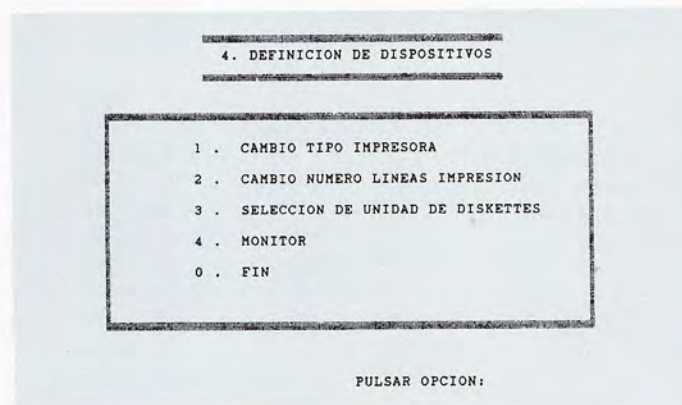 4. DEFINICION DE DISPOSITIVOS
1 . CAMBIO TIPO IMPRESORA
2 . CAMBIO NUMERO LINEAS IMPRESION
3 . SELECCION DE UNIDAD DE DISKETTES
4 . MONITOR
0 . FIN
PULSAR OPCION: